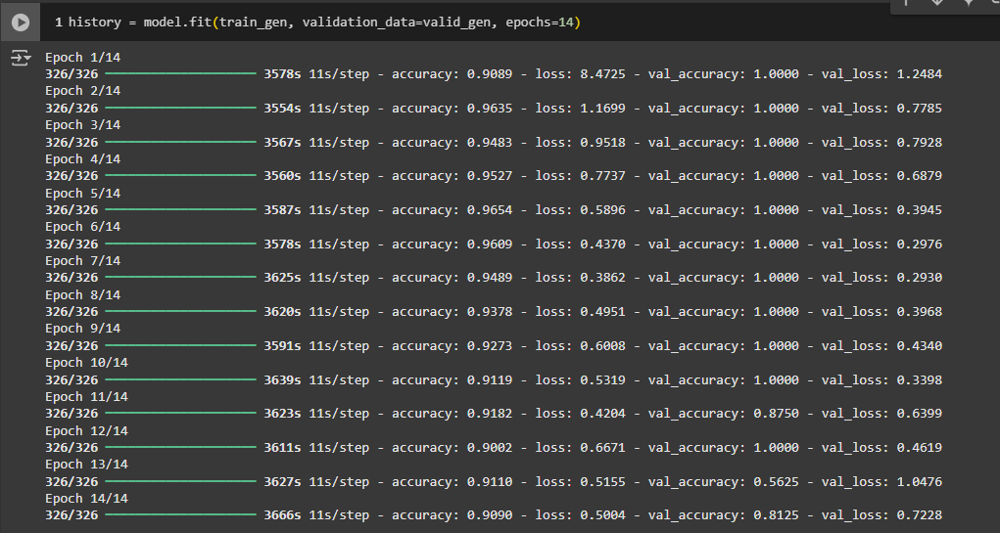 1 history = model.fit(train_gen, validation_data=valid_gen, epochs=14)
Epoch 1/14
326/326 3578s 11s/step - accuracy: 0.9089 - loss: 8.4725 - val_accuracy: 1.0000 - val_loss: 1.2484
Epoch 2/14
326/326 3554s 11s/step - accuracy: 0.9635 - loss: 1.1699 - val_accuracy: 1.0000 - val_loss: 0.7785
Epoch 3/14
326/326 3567s 11s/step - accuracy: 0.9483 - loss: 0.9518 - val_accuracy: 1.0000 - val_loss: 0.7928
Epoch 4/14
326/326 3560s 11s/step - accuracy: 0.9527 - loss: 0.7737 - val_accuracy: 1.0000 - val_loss: 0.6879
Epoch 5/14
326/326 3587s 11s/step - accuracy: 0.9654 - loss: 0.5896 - val_accuracy: 1.0000 - val_loss: 0.3945
Epoch 6/14
326/326 3578s 11s/step - accuracy: 0.9609 - loss: 0.4370 - val_accuracy: 1.0000 - val_loss: 0.2976
Epoch 7/14
326/326 3625s 11s/step - accuracy: 0.9489 - loss: 0.3862 - val_accuracy: 1.0000 - val_loss: 0.2930
Epoch 8/14
326/326 3620s 11s/step - accuracy: 0.9378 - loss: 0.4951 - val_accuracy: 1.0000 - val_loss: 0.3968
Epoch 9/14
326/326 3591s 11s/step - accuracy: 0.9273 - loss: 0.6008 - val_accuracy: 1.0000 - val_loss: 0.4340
Epoch 10/14
326/326 3639s 11s/step - accuracy: 0.9119 - loss: 0.5319 - val_accuracy: 1.0000 - val_loss: 0.3398
Epoch 11/14
326/326 3623s 11s/step - accuracy: 0.9182 - loss: 0.4204 - val_accuracy: 0.8750 - val_loss: 0.6399
Epoch 12/14
326/326 3611s 11s/step - accuracy: 0.9002 - loss: 0.6671 - val_accuracy: 1.0000 - val_loss: 0.4619
Epoch 13/14
326/326 3627s 11s/step - accuracy: 0.9110 - loss: 0.5155 - val_accuracy: 0.5625 - val_loss: 1.0476
Epoch 14/14
326/326 3666s 11s/step - accuracy: 0.9090 - loss: 0.5004 - val_accuracy: 0.8125 - val_loss: 0.7228